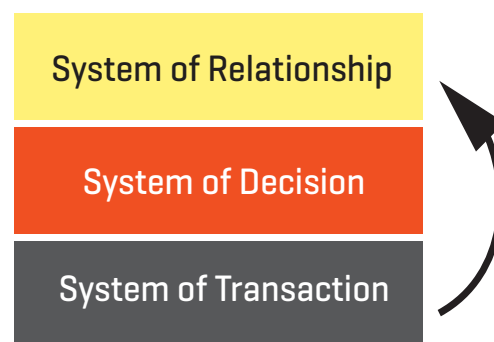 System of Relationship
System of Decision
System of Transaction